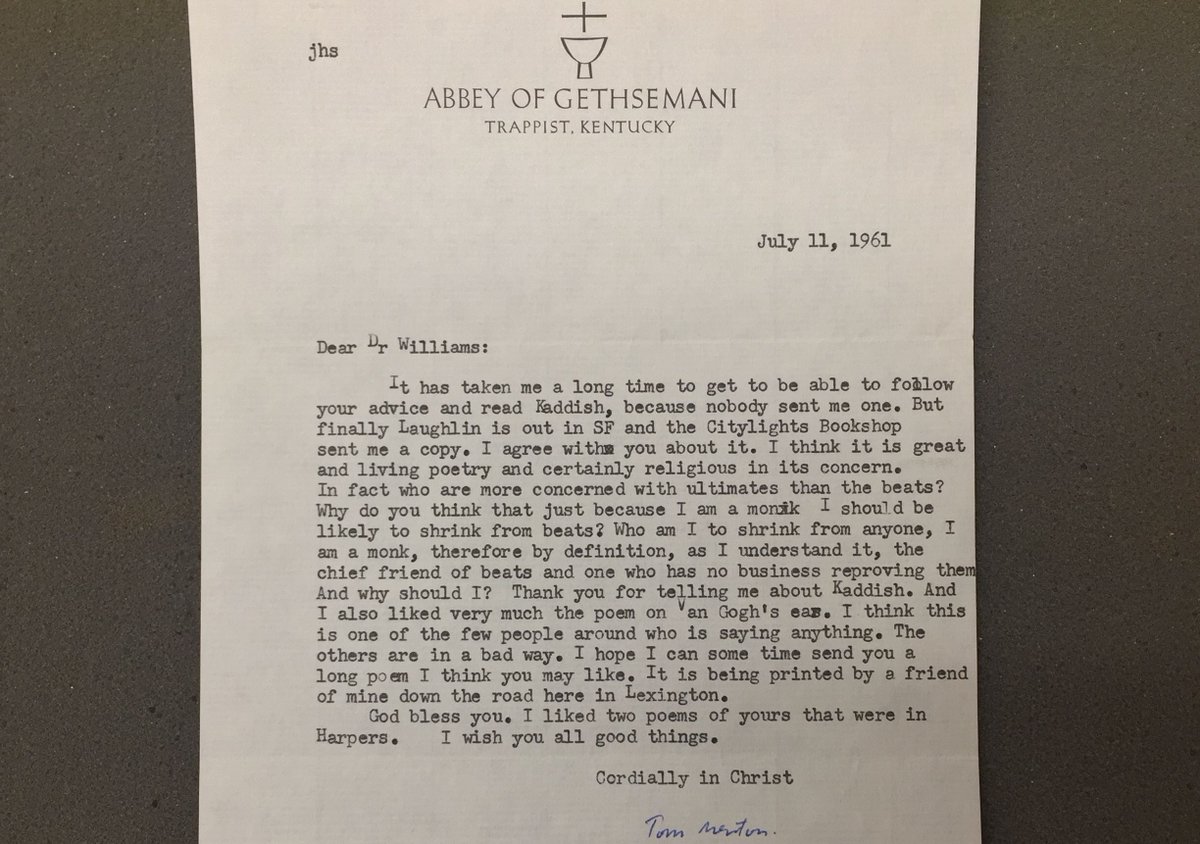 jhs
ABBEY OF GETHSEMANI
TRAPPIST, KENTUCKY
July 11, 1961
Dear Dr Williams:
It has taken me a long time to get to be able to follow
your advice and read Kaddish, because nobody sent me one. But
finally Laughlin is out in SF and the Citylights Bookshop
sent me a copy. I agree with you about it. I think it is great
and living poetry and certainly religious in its concern.
In fact who are more concerned with ultimates than the beats?
Why do you think that just because I am a monk I should be
likely to shrink from beats? Who am I to shrink from anyone, I
am a monk, therefore by definition, as I understand it, the
chief friend of beats and one who has no business reproving them
And why should I? Thank you for telling me about Kaddish. And
I also liked very much the poem on Van Gogh's ear. I think this
is one of the few people around who is saying anything. The
others are in a bad way. I hope I can some time send you a
long poem I think you may like. It is being printed by a friend
of mine down the road here in Lexington.
God bless you. I liked two poems of yours that were in
Harpers. I wish you all good things.
Cordially in Christ
Tom Merton.